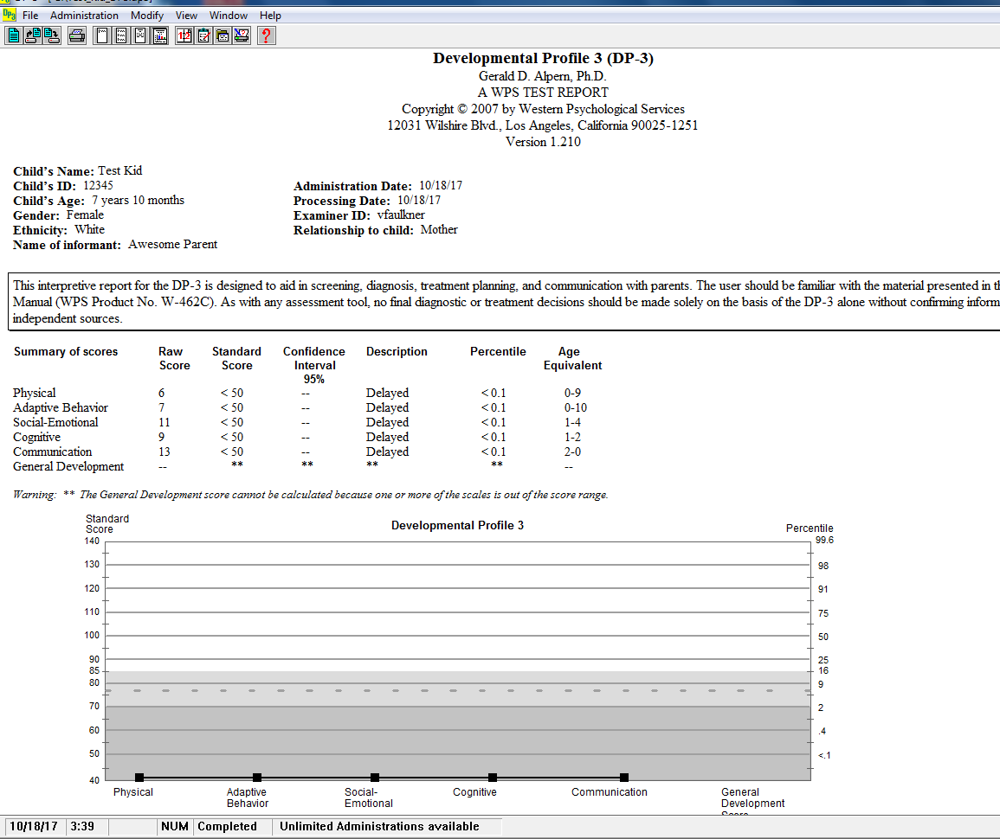 File Administration Modify View Window Help
Developmental Profile 3 (DP-3)
Gerald D. Alpern, Ph.D.
A WPS TEST REPORT
Copyright © 2007 by Western Psychological Services
12031 Wilshire Blvd., Los Angeles, California 90025-1251
Version 1.210
Child's Name: Test Kid
Child's ID: 12345 Administration Date: 10/18/17
Child's Age: 7 years 10 months Processing Date: 10/18/17
Gender: Female Examiner ID: vfaulkner
Ethnicity: White Relationship to child: Mother
Name of informant: Awesome Parent
This interpretive report for the DP-3 is designed to aid in screening, diagnosis, treatment planning, and communication with parents. The user should be familiar with the material presented in th
Manual (WPS Product No. W-462C). As with any assessment tool, no final diagnostic or treatment decisions should be made solely on the basis of the DP-3 alone without confirming inform
independent sources.
Summary of scores Raw Standard Confidence Description Percentile Age
Score Score Interval Equivalent
95%
Physical 6 < 50 -- Delayed < 0.1 0-9
Adaptive Behavior 7 < 50 -- Delayed < 0.1 0-10
Social-Emotional 11 < 50 -- Delayed < 0.1 1-4
Cognitive 9 < 50 -- Delayed < 0.1 1-2
Communication 13 < 50 -- Delayed < 0.1 2-0
General Development -- ** ** ** ** --
Warning: ** The General Development score cannot be calculated because one or more of the scales is out of the score range.
Standard
Score Developmental Profile 3 Percentile
140 99.6
130 98
120 91
110 75
100 50
90 25
85 16
80 9
70 2
60 .4
50 <.1
40
Physical Adaptive Social- Cognitive Communication General
Behavior Emotional Development
Score
10/18/17 3:39 NUM Completed Unlimited Administrations available